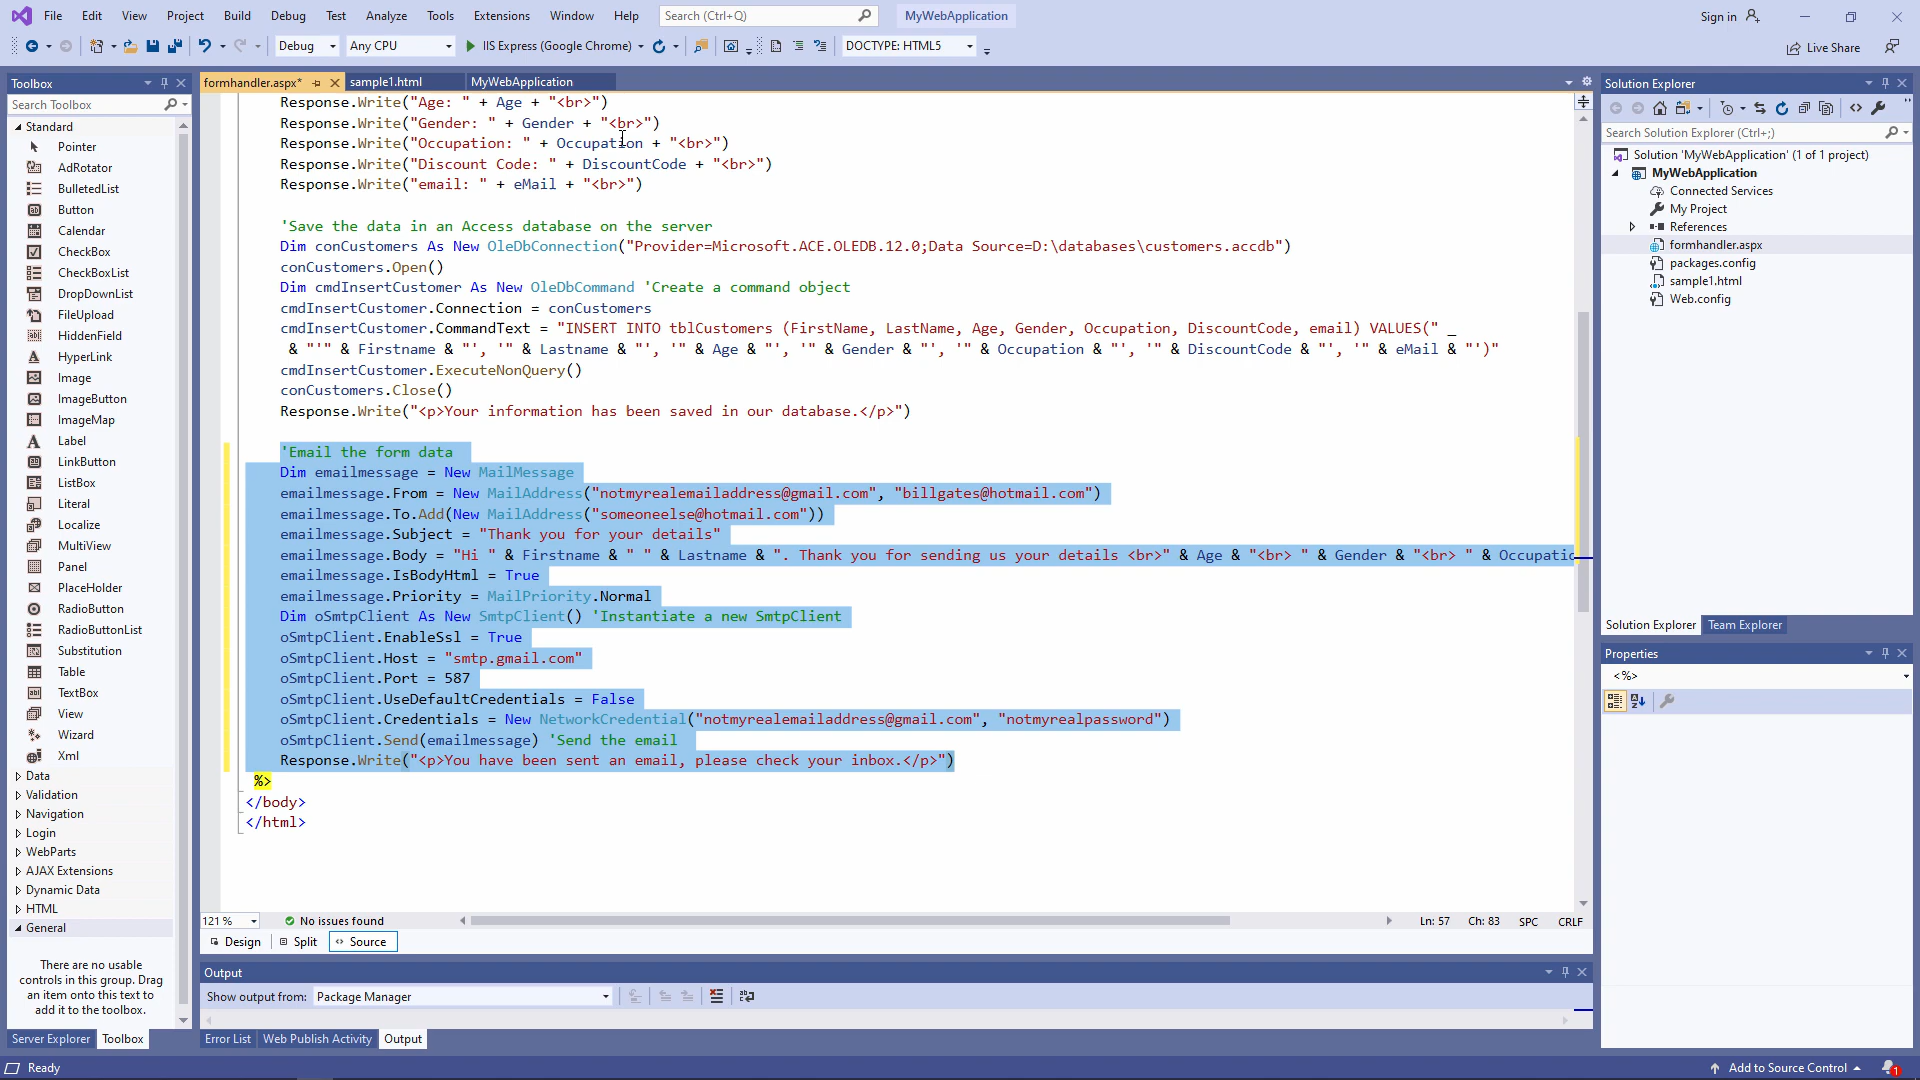 File Edit View Project Build Debug Test Analyze Tools Extensions Window Help Search (Ctrl+Q) MyWebApplication Sign in
Debug Any CPU IIS Express (Google Chrome) DOCTYPE: HTML5 Live Share
Toolbox
Search Toolbox
Standard
Pointer
AdRotator
BulletedList
Button
Calendar
CheckBox
CheckBoxList
DropDownList
FileUpload
HiddenField
HyperLink
Image
ImageButton
ImageMap
Label
LinkButton
ListBox
Literal
Localize
MultiView
Panel
PlaceHolder
RadioButton
RadioButtonList
Substitution
Table
TextBox
View
Wizard
Xml
Data
Validation
Navigation
Login
WebParts
AJAX Extensions
Dynamic Data
HTML
General
There are no usable
controls in this group. Drag
an item onto this text to
add it to the toolbox.
Server Explorer Toolbox
formhandler.aspx* sample1.html MyWebApplication
Response.Write("Age: " + Age + "<br>")
Response.Write("Gender: " + Gender + "<br>")
Response.Write("Occupation: " + Occupation + "<br>")
Response.Write("Discount Code: " + DiscountCode + "<br>")
Response.Write("email: " + eMail + "<br>")
'Save the data in an Access database on the server
Dim conCustomers As New OleDbConnection("Provider=Microsoft.ACE.OLEDB.12.0;Data Source=D:\databases\customers.accdb")
conCustomers.Open()
Dim cmdInsertCustomer As New OleDbCommand 'Create a command object
cmdInsertCustomer.Connection = conCustomers
cmdInsertCustomer.CommandText = "INSERT INTO tblCustomers (FirstName, LastName, Age, Gender, Occupation, DiscountCode, email) VALUES(" _
& "'" & Firstname & "', '" & Lastname & "', '" & Age & "', '" & Gender & "', '" & Occupation & "', '" & DiscountCode & "', '" & eMail & "')"
cmdInsertCustomer.ExecuteNonQuery()
conCustomers.Close()
Response.Write("<p>Your information has been saved in our database.</p>")
'Email the form data
Dim emailmessage = New MailMessage
emailmessage.From = New MailAddress("notmyrealemailaddress@gmail.com", "billgates@hotmail.com")
emailmessage.To.Add(New MailAddress("someoneelse@hotmail.com"))
emailmessage.Subject = "Thank you for your details"
emailmessage.Body = "Hi " & Firstname & " " & Lastname & ". Thank you for sending us your details <br>" & Age & "<br> " & Gender & "<br> " & Occupatio
emailmessage.IsBodyHtml = True
emailmessage.Priority = MailPriority.Normal
Dim oSmtpClient As New SmtpClient() 'Instantiate a new SmtpClient
oSmtpClient.EnableSsl = True
oSmtpClient.Host = "smtp.gmail.com"
oSmtpClient.Port = 587
oSmtpClient.UseDefaultCredentials = False
oSmtpClient.Credentials = New NetworkCredential("notmyrealemailaddress@gmail.com", "notmyrealpassword")
oSmtpClient.Send(emailmessage) 'Send the email
Response.Write("<p>You have been sent an email, please check your inbox.</p>")
%>
</body>
</html>
121 % No issues found Ln: 57 Ch: 83 SPC CRLF
Design Split Source
Output
Show output from: Package Manager
Error List Web Publish Activity Output
Solution Explorer
Search Solution Explorer (Ctrl+;)
Solution 'MyWebApplication' (1 of 1 project)
MyWebApplication
Connected Services
My Project
References
formhandler.aspx
packages.config
sample1.html
Web.config
Solution Explorer Team Explorer
Properties
<%>
Ready Add to Source Control 1